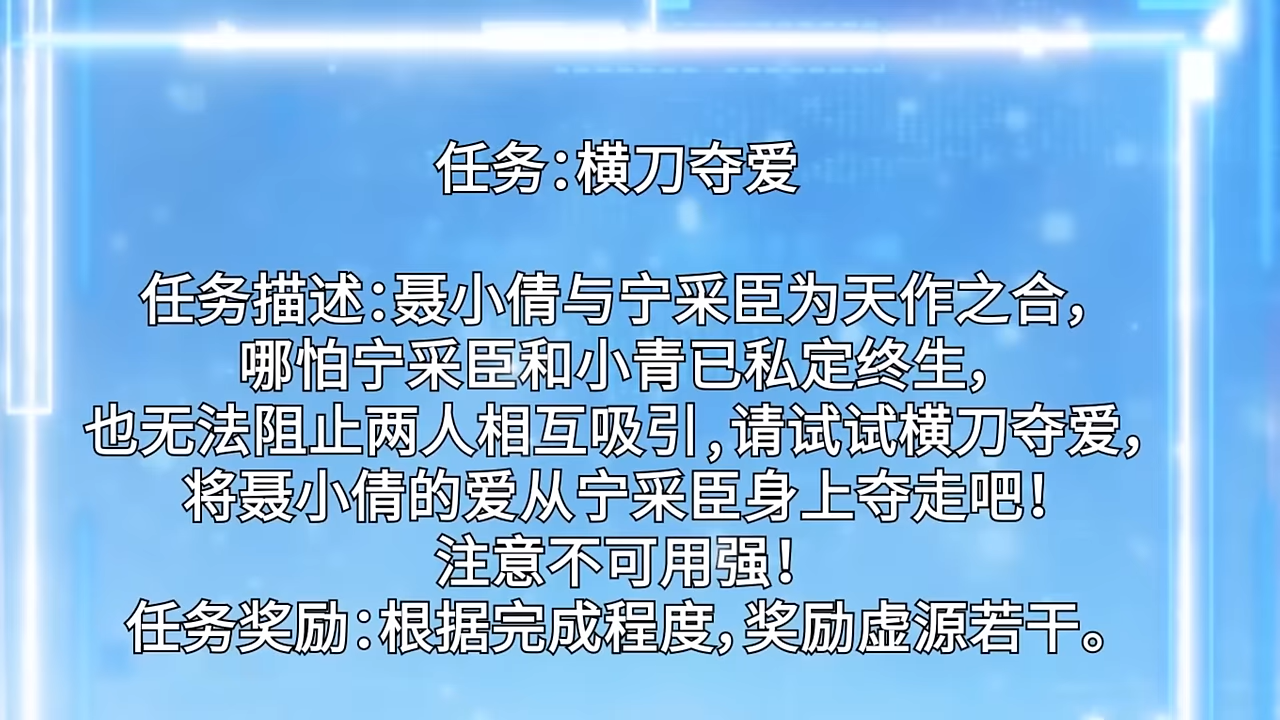 任务：横刀夺爱
任务描述：聂小倩与宁采臣为天作之合，
哪怕宁采臣和小青已私定终生，
也无法阻止两人相互吸引，请试试横刀夺爱，
将聂小倩的爱从宁采臣身上夺走吧！
注意不可用强！
任务奖励：根据完成程度，奖励虚源若干。